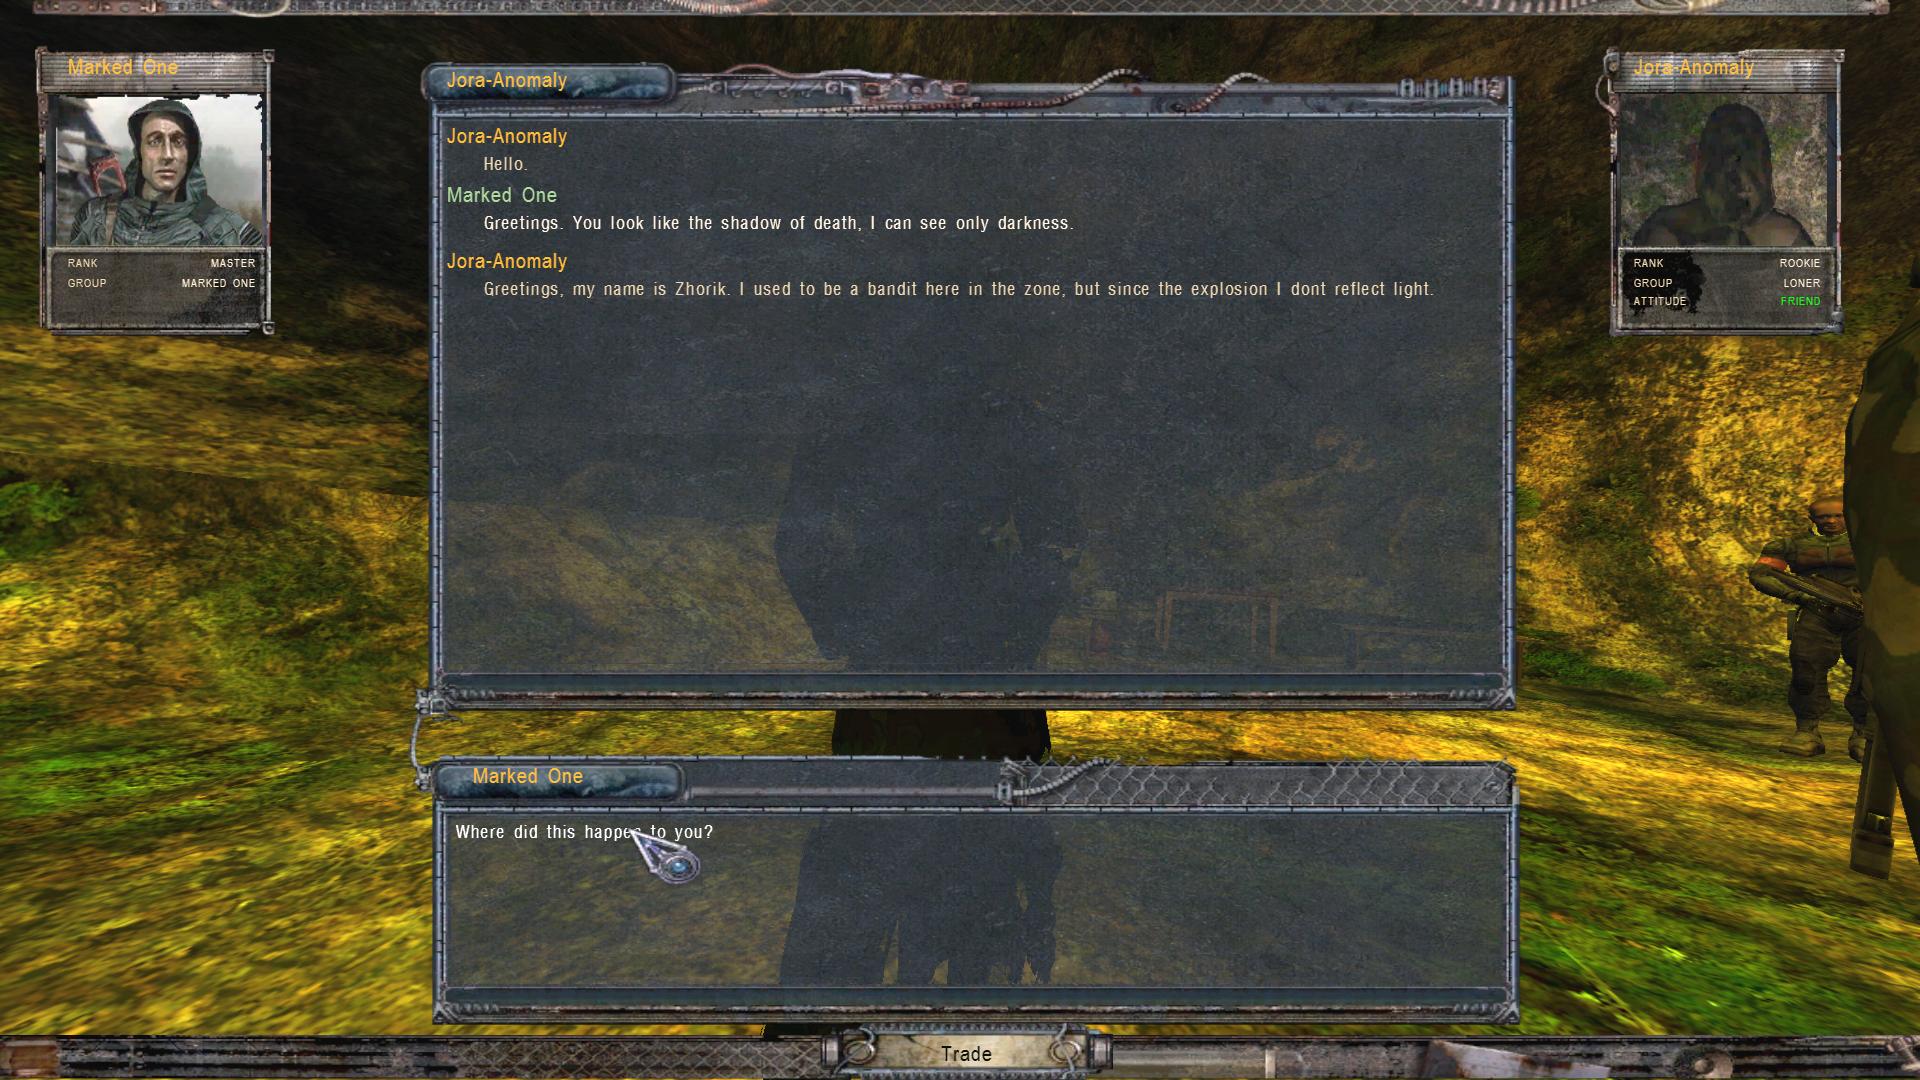 Marked One
RANK MASTER
GROUP MARKED ONE
Jora-Anomaly
Jora-Anomaly
Hello.
Marked One
Greetings. You look like the shadow of death, I can see only darkness.
Jora-Anomaly
Greetings, my name is Zhorik. I used to be a bandit here in the zone, but since the explosion I dont reflect light.
Jora-Anomaly
RANK ROOKIE
GROUP LONER
ATTITUDE FRIEND
Marked One
Where did this happen to you?
Trade